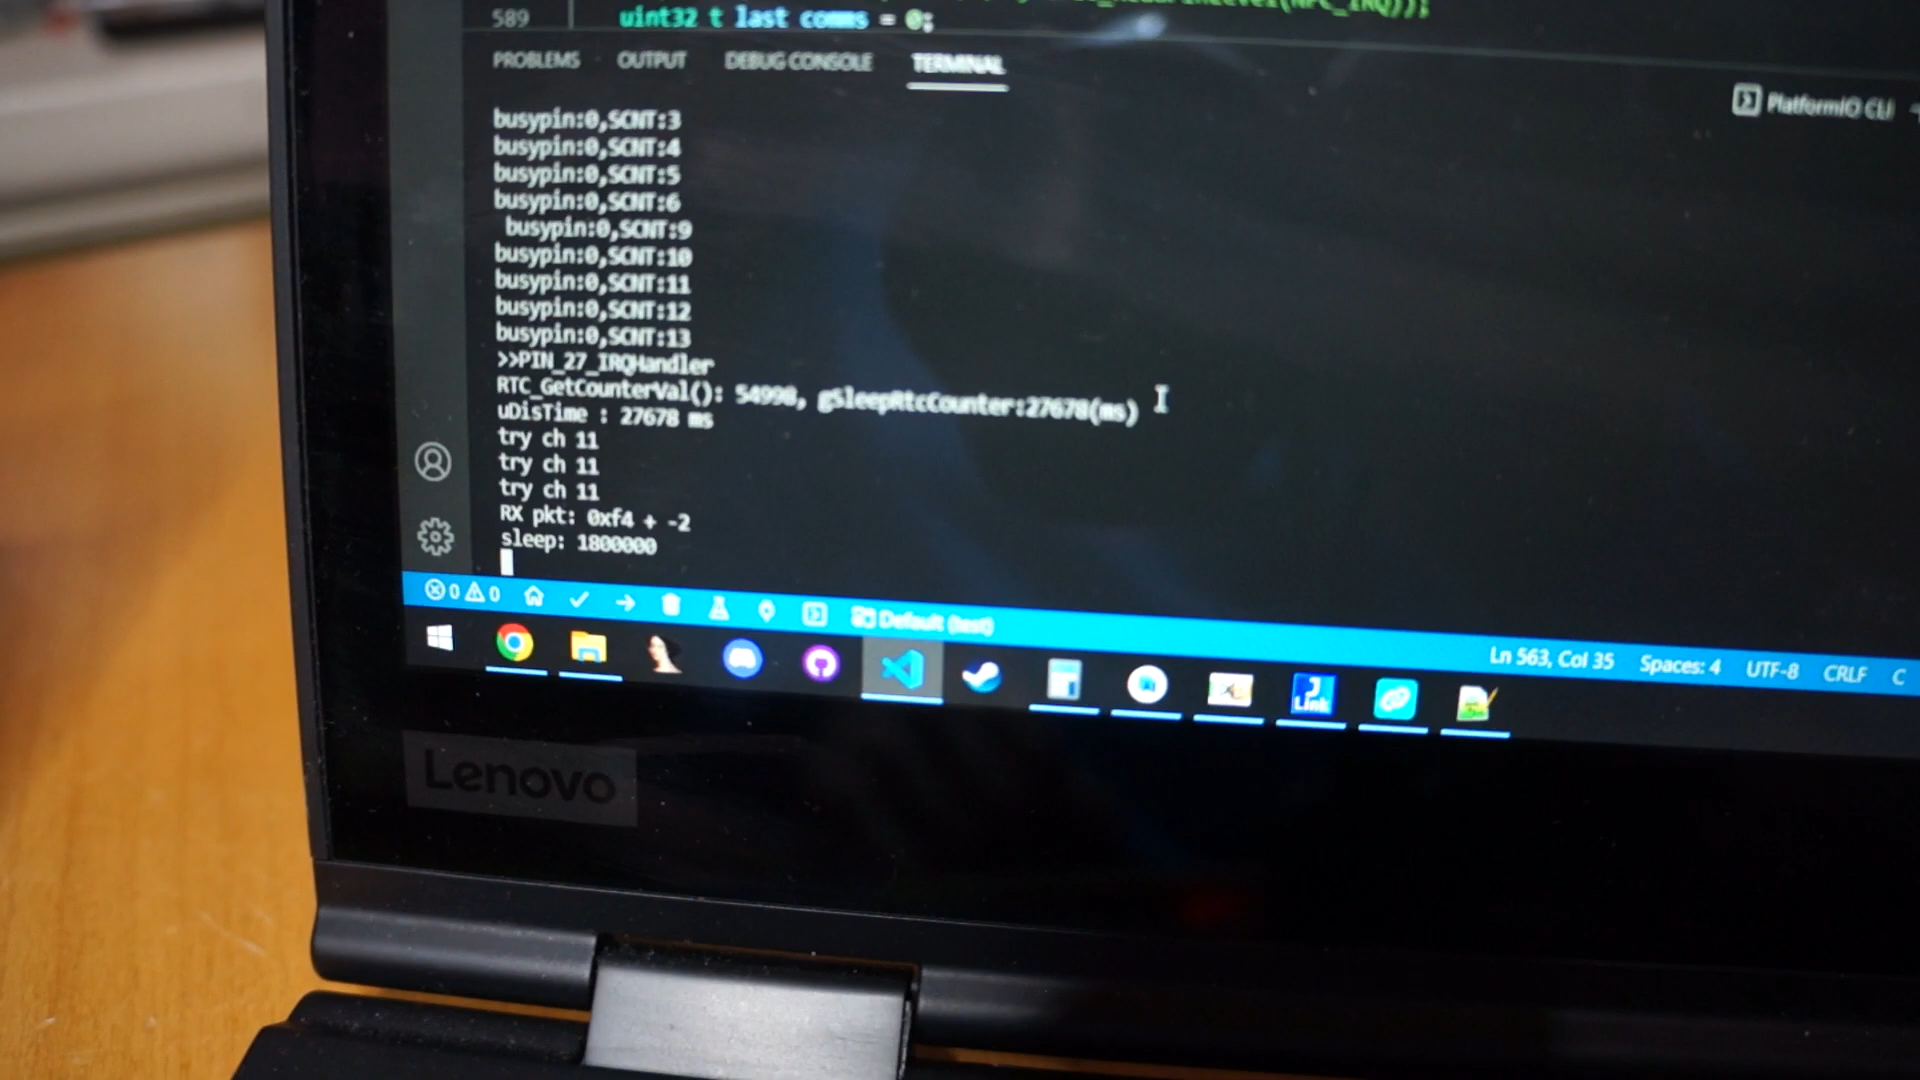 589 uint32_t last_comms = 0;
PROBLEMS OUTPUT DEBUG CONSOLE TERMINAL
PlatformIO CLI
busypin:0,SCNT:3
busypin:0,SCNT:4
busypin:0,SCNT:5
busypin:0,SCNT:6
busypin:0,SCNT:9
busypin:0,SCNT:10
busypin:0,SCNT:11
busypin:0,SCNT:12
busypin:0,SCNT:13
>>PIN_27_IRQHandler
RTC_GetCounterVal(): 54998, gSleepRtcCounter:27678(ms)
uDisTime : 27678 ms
try ch 11
try ch 11
try ch 11
RX pkt: 0xf4 + -2
sleep: 1800000
0 0 Default (test) Ln 563, Col 35 Spaces: 4 UTF-8 CRLF C
J
Link
Lenovo